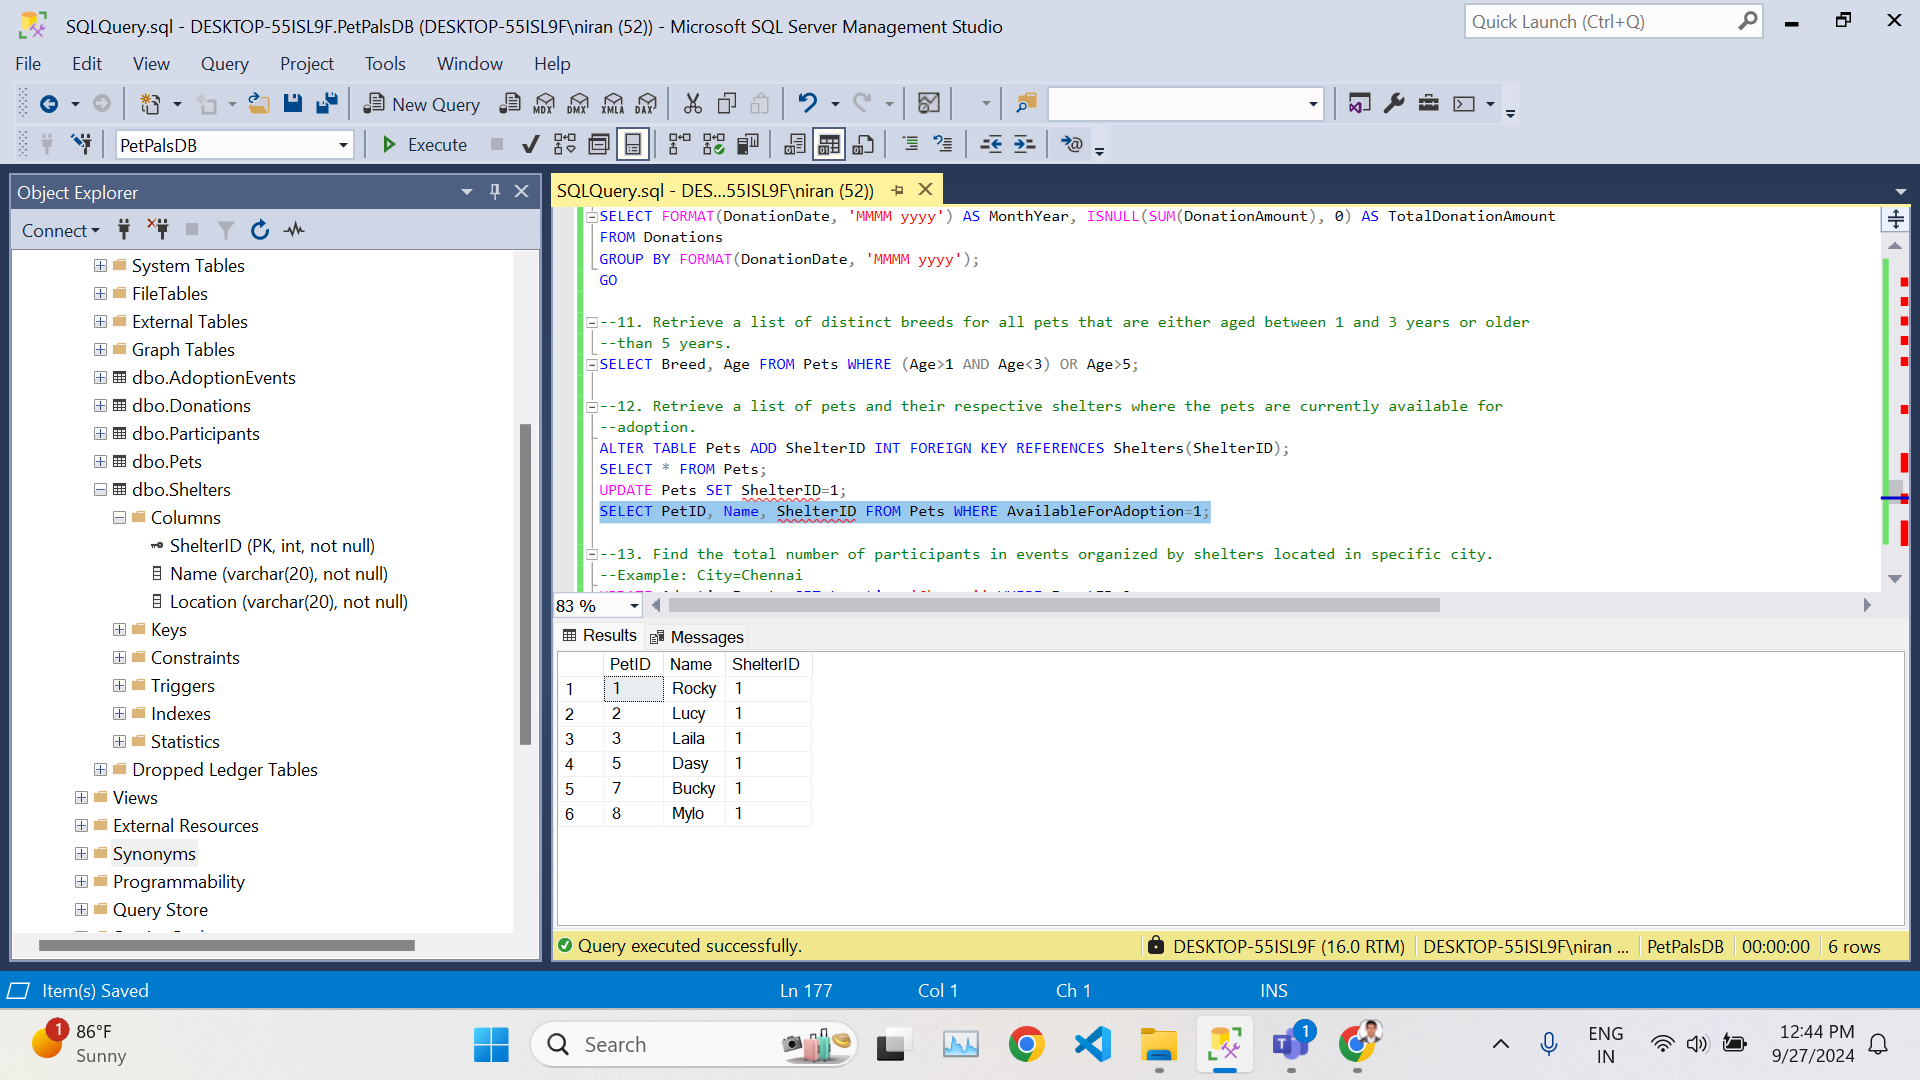 SQLQuery.sql - DESKTOP-55ISL9F.PetPalsDB (DESKTOP-55ISL9F\niran (52)) - Microsoft SQL Server Management Studio
Quick Launch (Ctrl+Q)
File Edit View Query Project Tools Window Help
New Query MDX DMX XMLA DAX
PetPalsDB Execute
Object Explorer
Connect
System Tables
FileTables
External Tables
Graph Tables
dbo.AdoptionEvents
dbo.Donations
dbo.Participants
dbo.Pets
dbo.Shelters
Columns
ShelterID (PK, int, not null)
Name (varchar(20), not null)
Location (varchar(20), not null)
Keys
Constraints
Triggers
Indexes
Statistics
Dropped Ledger Tables
Views
External Resources
Synonyms
Programmability
Query Store
SQLQuery.sql - DES...55ISL9F\niran (52))
SELECT FORMAT(DonationDate, 'MMMM yyyy') AS MonthYear, ISNULL(SUM(DonationAmount), 0) AS TotalDonationAmount
FROM Donations
GROUP BY FORMAT(DonationDate, 'MMMM yyyy');
GO
--11. Retrieve a list of distinct breeds for all pets that are either aged between 1 and 3 years or older
--than 5 years.
SELECT Breed, Age FROM Pets WHERE (Age>1 AND Age<3) OR Age>5;
--12. Retrieve a list of pets and their respective shelters where the pets are currently available for
--adoption.
ALTER TABLE Pets ADD ShelterID INT FOREIGN KEY REFERENCES Shelters(ShelterID);
SELECT * FROM Pets;
UPDATE Pets SET ShelterID=1;
SELECT PetID, Name, ShelterID FROM Pets WHERE AvailableForAdoption=1;
--13. Find the total number of participants in events organized by shelters located in specific city.
--Example: City=Chennai
83 %
Results Messages
PetID Name ShelterID
1 1 Rocky 1
2 2 Lucy 1
3 3 Laila 1
4 5 Dasy 1
5 7 Bucky 1
6 8 Mylo 1
Query executed successfully. DESKTOP-55ISL9F (16.0 RTM) DESKTOP-55ISL9F\niran ... PetPalsDB 00:00:00 6 rows
Item(s) Saved Ln 177 Col 1 Ch 1 INS
1 86°F
Sunny
Search
1
ENG
IN
12:44 PM
9/27/2024